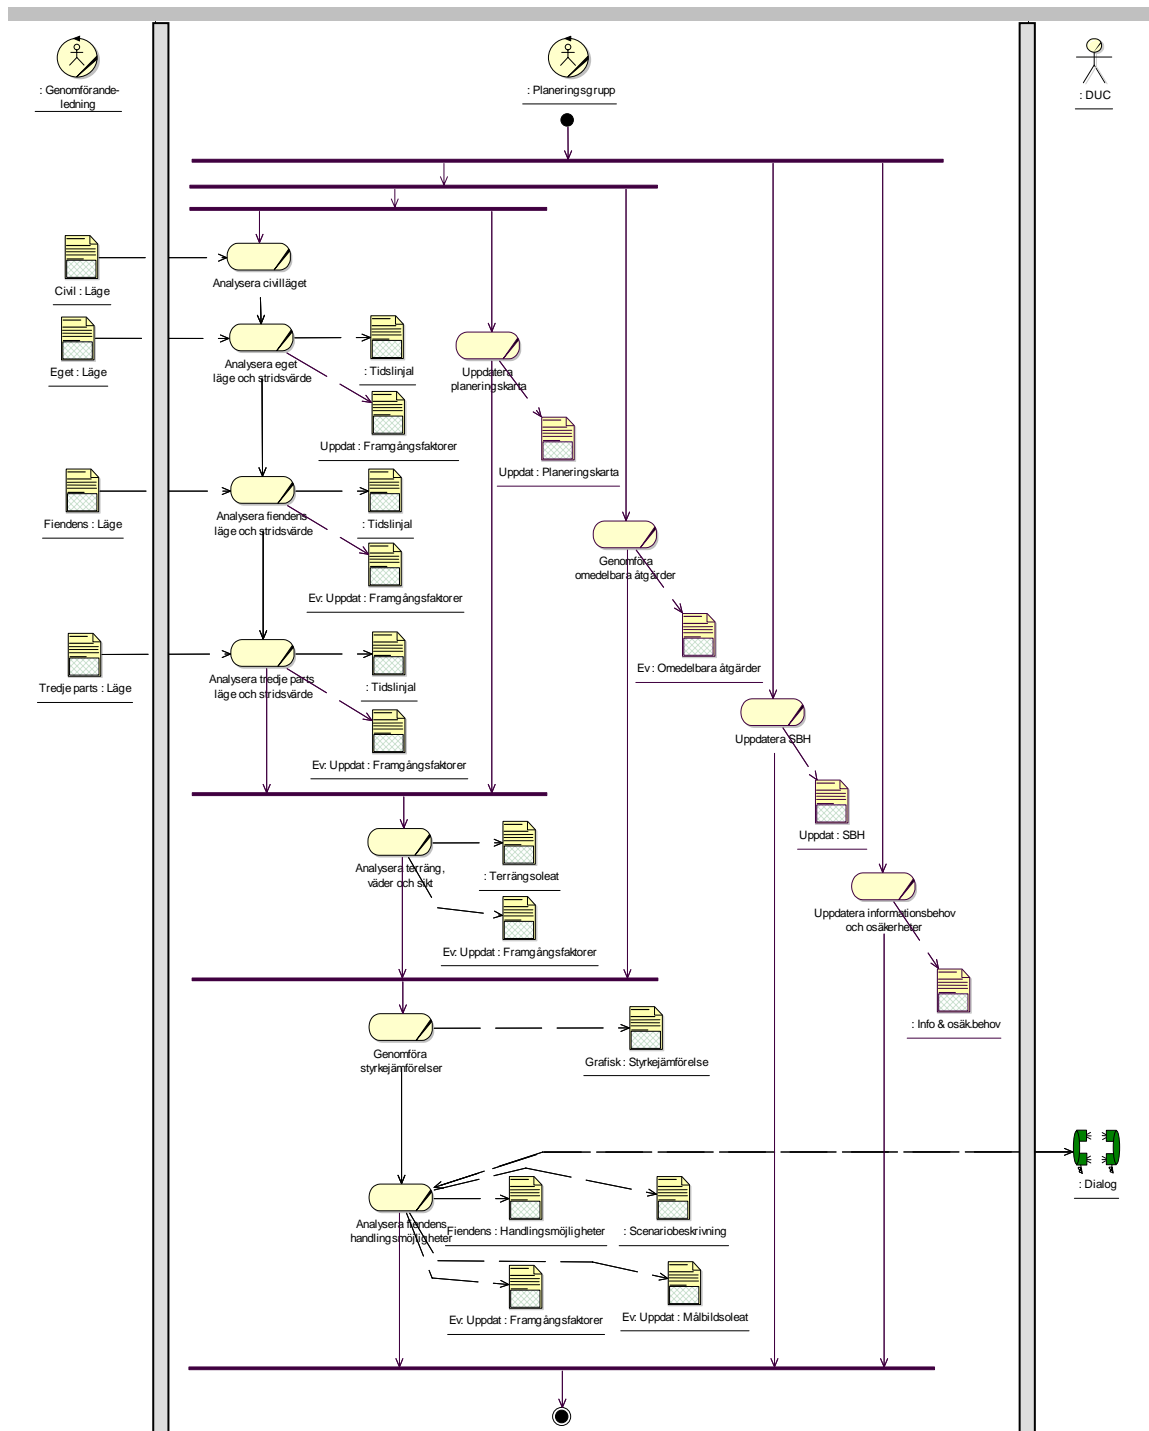 : Genomförande-
ledning
: Planeringsgrupp
: DUC
Civil : Läge
Analysera civilläget
Eget : Läge
Analysera eget
läge och stridsvärde
: Tidslinjal
Uppdatera
planeringskarta
Uppdat : Framgångsfaktorer
Uppdat : Planeringskarta
Fiendens : Läge
Analysera fiendens
läge och stridsvärde
: Tidslinjal
Genomföra
omedelbara åtgärder
Ev: Uppdat : Framgångsfaktorer
Ev : Omedelbara åtgärder
Tredje parts : Läge
Analysera tredje parts
läge och stridsvärde
: Tidslinjal
Uppdatera SBH
Ev: Uppdat : Framgångsfaktorer
Uppdat : SBH
Analysera terräng,
väder och sikt
: Terrängsoleat
Uppdatera informationsbehov
och osäkerheter
Ev: Uppdat : Framgångsfaktorer
: Info & osäk.behov
Genomföra
styrkejämförelser
Grafisk : Styrkejämförelse
: Dialog
Analysera fiendens
handlingsmöjligheter
Fiendens : Handlingsmöjligheter
: Scenariobeskrivning
Ev: Uppdat : Framgångsfaktorer
Ev: Uppdat : Målbildsoleat